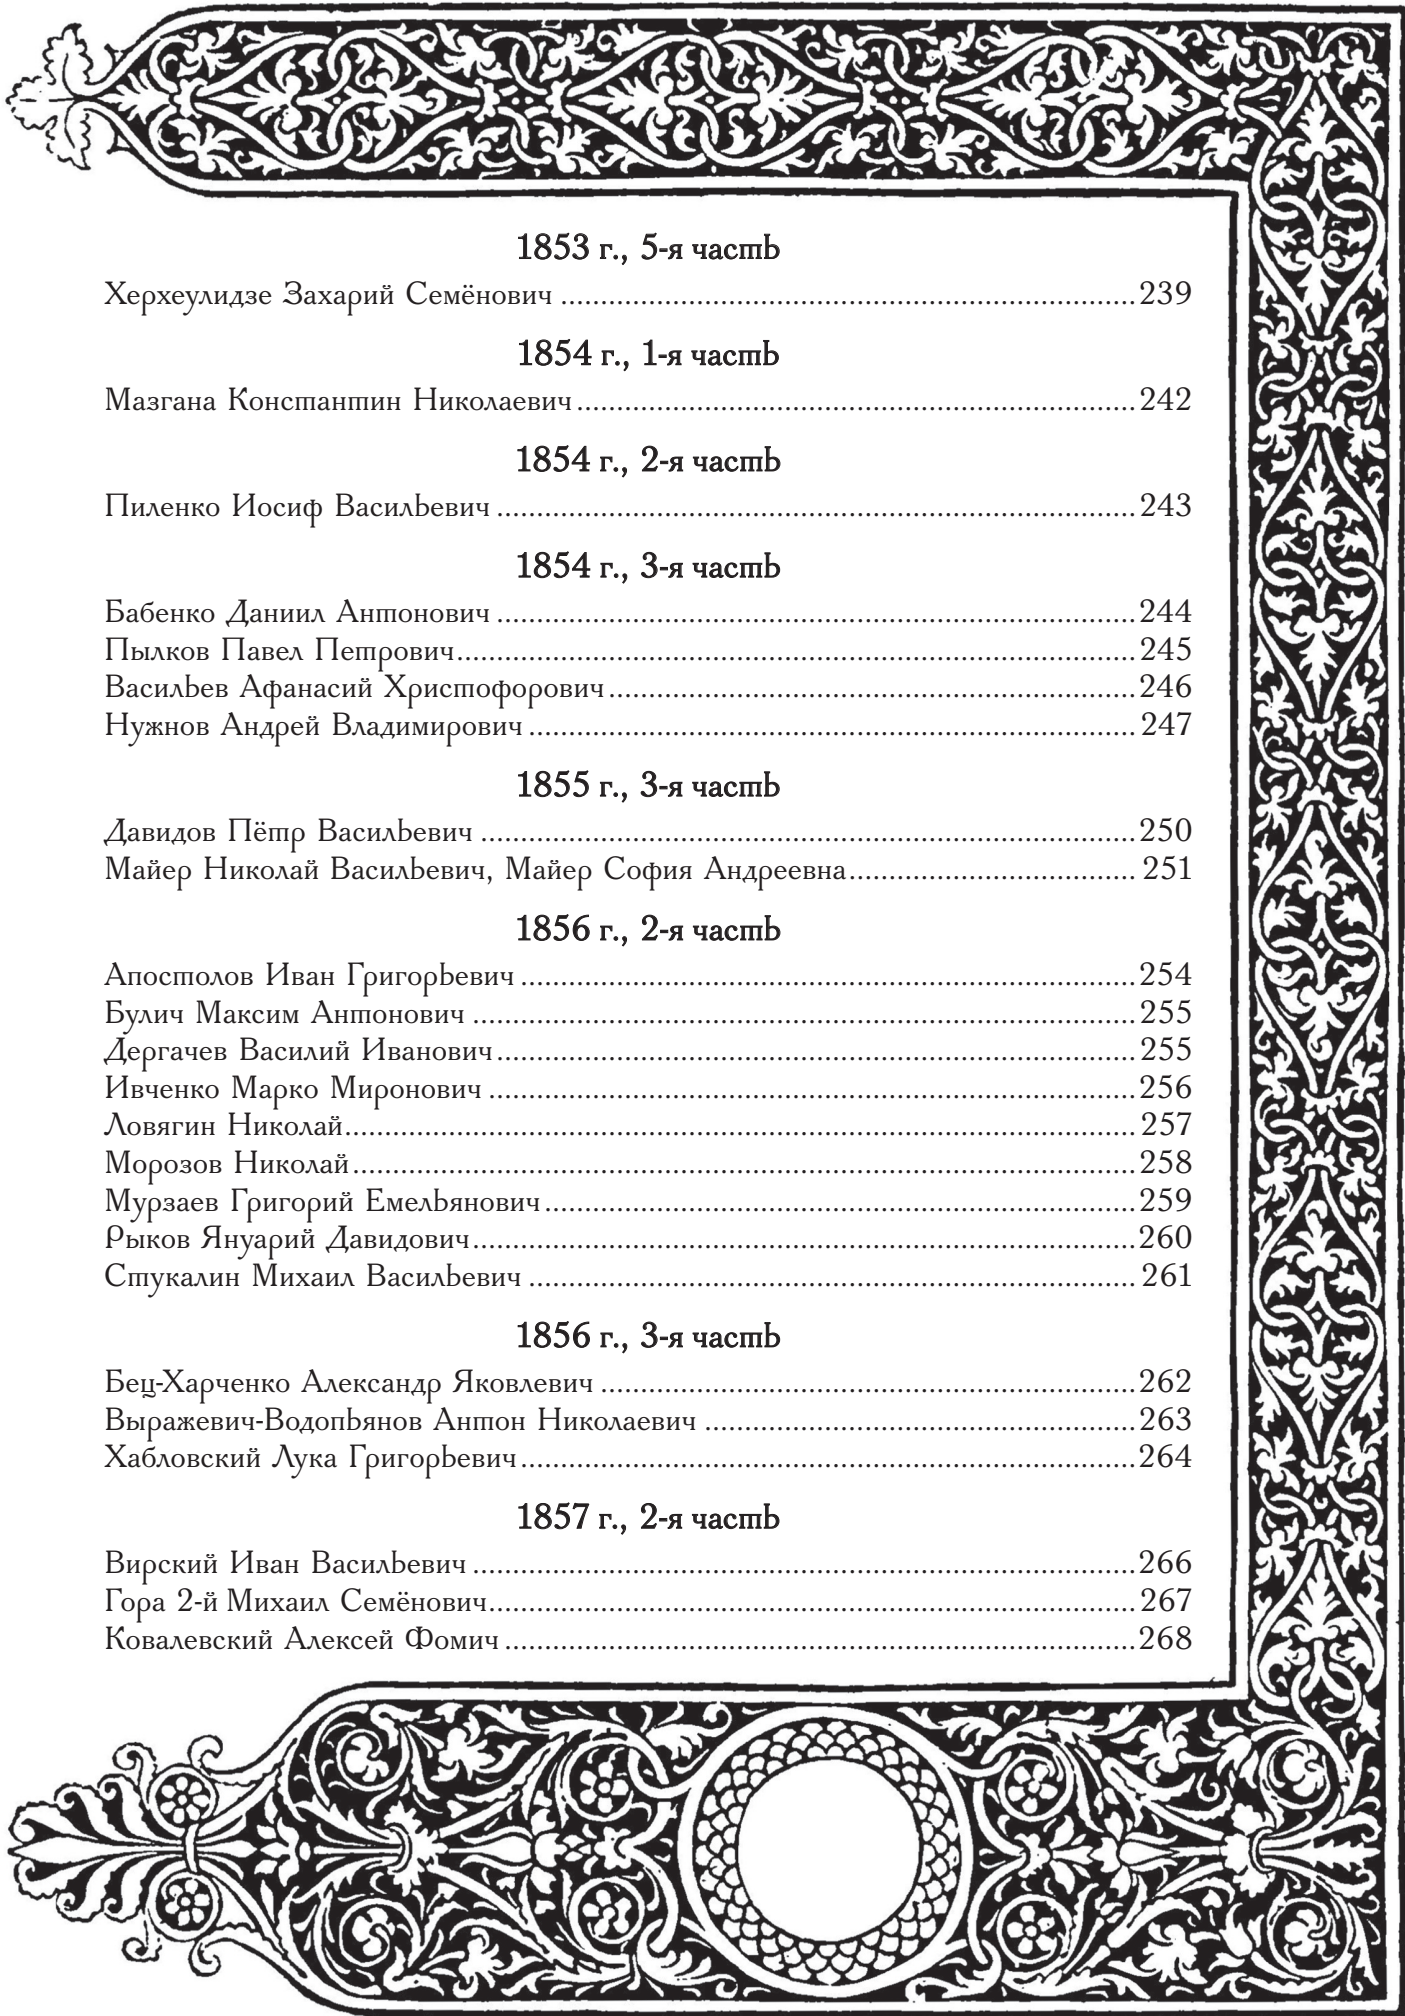 1853 г., 5-я часть
Херхеулидзе Захарий Семёнович ........ 239
1854 г., 1-я часть
Мазгана Константин Николаевич ........ 242
1854 г., 2-я часть
Пиленко Иосиф Васильевич ........ 243
1854 г., 3-я часть
Бабенко Даниил Антонович ........ 244
Пылков Павел Петрович ........ 245
Васильев Афанасий Христофорович ........ 246
Нужнов Андрей Владимирович ........ 247
1855 г., 3-я часть
Давидов Пётр Васильевич ........ 250
Майер Николай Васильевич, Майер София Андреевна ........ 251
1856 г., 2-я часть
Апостолов Иван Григорьевич ........ 254
Булич Максим Антонович ........ 255
Дергачев Василий Иванович ........ 255
Ивченко Марко Миронович ........ 256
Ловягин Николай ........ 257
Морозов Николай ........ 258
Мурзаев Григорий Емельянович ........ 259
Рыков Януарий Давидович ........ 260
Стукалин Михаил Васильевич ........ 261
1856 г., 3-я часть
Бец-Харченко Александр Яковлевич ........ 262
Выражевич-Водопьянов Антон Николаевич ........ 263
Хабловский Лука Григорьевич ........ 264
1857 г., 2-я часть
Вирский Иван Васильевич ........ 266
Гора 2-й Михаил Семёнович ........ 267
Ковалевский Алексей Фомич ........ 268